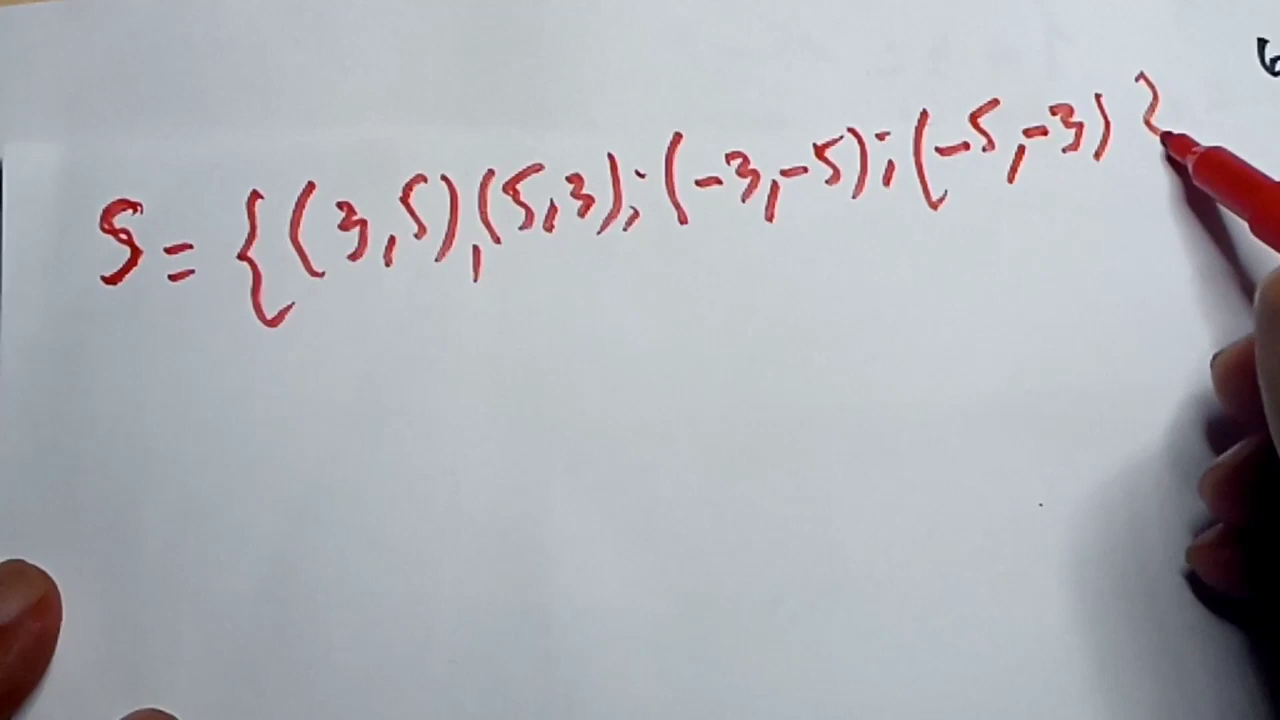 S = {(3,5),(5,3);(-3,-5);(-5,-3)}